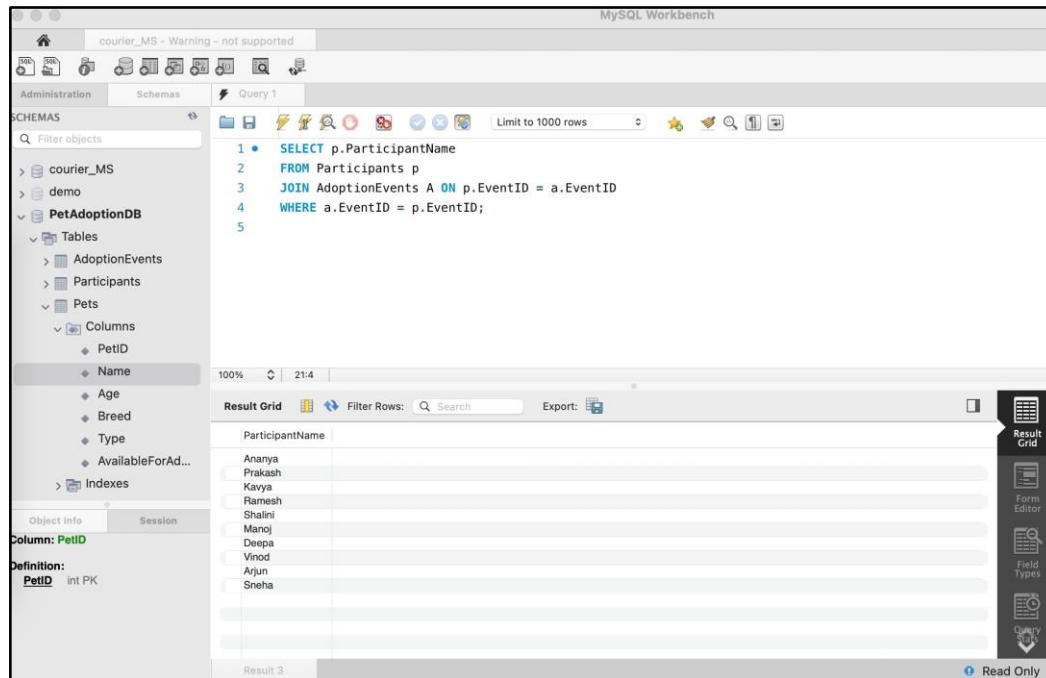 MySQL Workbench
courier_MS - Warning - not supported
Administration
Schemas
Query 1
SCHEMAS
Filter objects
courier_MS
demo
PetAdoptionDB
Tables
AdoptionEvents
Participants
Pets
Columns
PetID
Name
Age
Breed
Type
AvailableForAd...
Indexes
Object Info
Session
Column: PetID
Definition:
PetID int PK
Limit to 1000 rows
1 SELECT p.ParticipantName
2 FROM Participants p
3 JOIN AdoptionEvents A ON p.EventID = a.EventID
4 WHERE a.EventID = p.EventID;
5
100% 21:4
Result Grid Filter Rows: Search Export:
ParticipantName
Ananya
Prakash
Kavya
Ramesh
Shalini
Manoj
Deepa
Vinod
Arjun
Sneha
Result
Grid
Form
Editor
Field
Types
Query
Stats
Result 3
Read Only